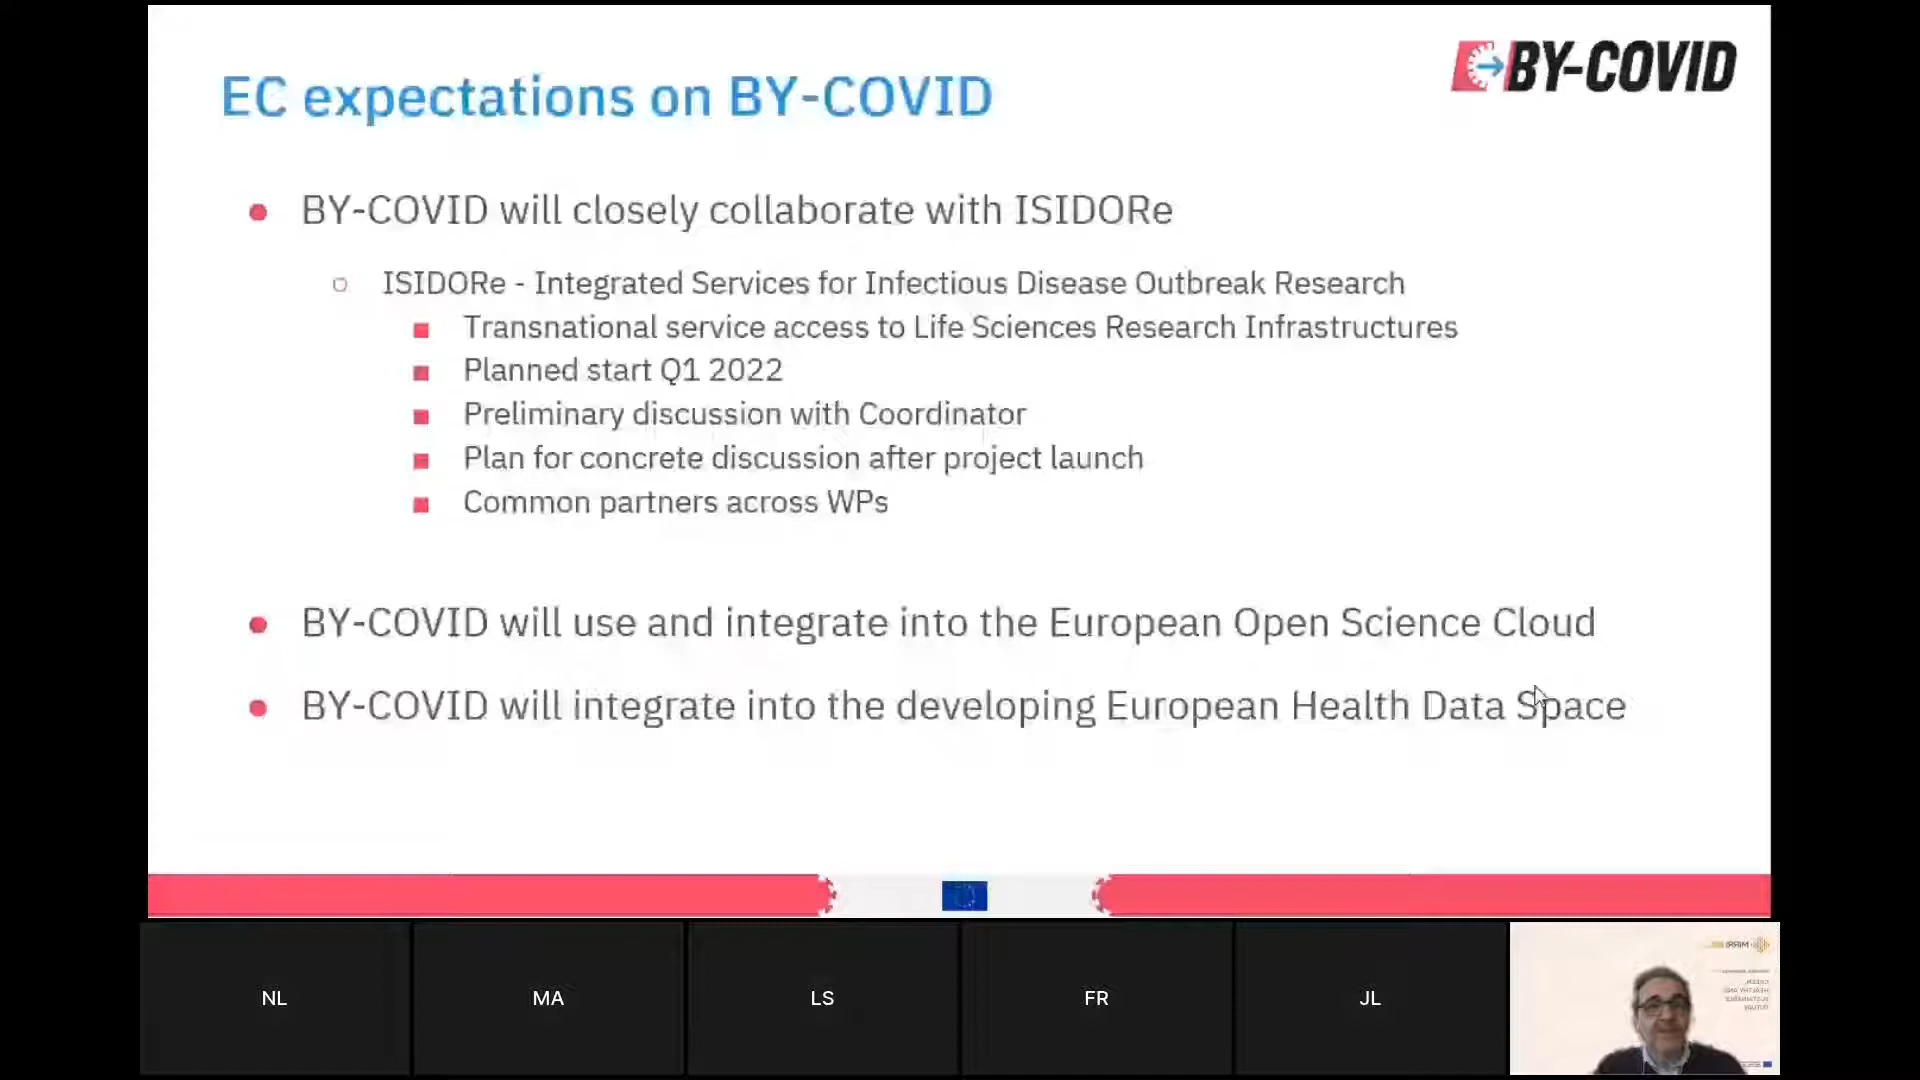 BY-COVID
EC expectations on BY-COVID
BY-COVID will closely collaborate with ISIDORe
ISIDORe - Integrated Services for Infectious Disease Outbreak Research
Transnational service access to Life Sciences Research Infrastructures
Planned start Q1 2022
Preliminary discussion with Coordinator
Plan for concrete discussion after project launch
Common partners across WPs
BY-COVID will use and integrate into the European Open Science Cloud
BY-COVID will integrate into the developing European Health Data Space
NL
MA
LS
FR
JL
MIRRI